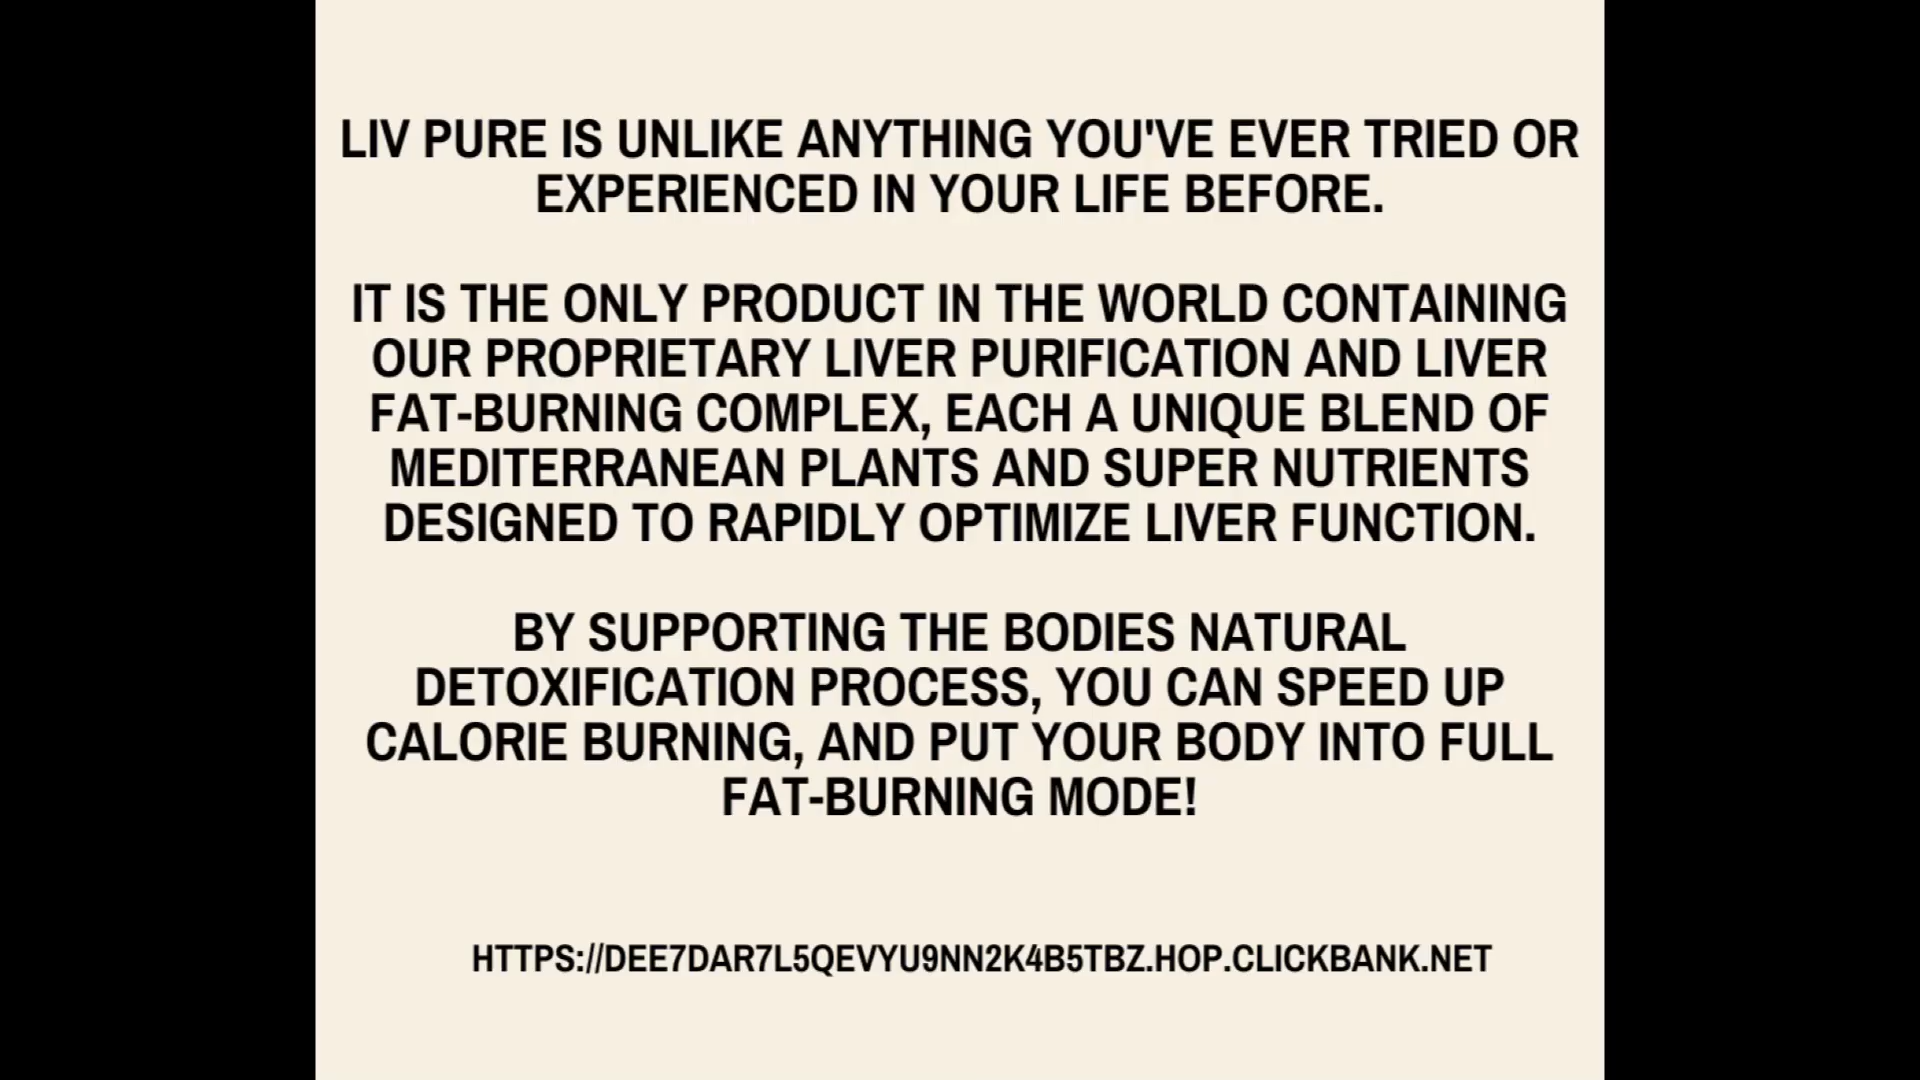 LIV PURE IS UNLIKE ANYTHING YOU'VE EVER TRIED OR
EXPERIENCED IN YOUR LIFE BEFORE.
IT IS THE ONLY PRODUCT IN THE WORLD CONTAINING
OUR PROPRIETARY LIVER PURIFICATION AND LIVER
FAT-BURNING COMPLEX, EACH A UNIQUE BLEND OF
MEDITERRANEAN PLANTS AND SUPER NUTRIENTS
DESIGNED TO RAPIDLY OPTIMIZE LIVER FUNCTION.
BY SUPPORTING THE BODIES NATURAL
DETOXIFICATION PROCESS, YOU CAN SPEED UP
CALORIE BURNING, AND PUT YOUR BODY INTO FULL
FAT-BURNING MODE!
HTTPS://DEE7DAR7L5QEVYU9NN2K4B5TBZ.HOP.CLICKBANK.NET